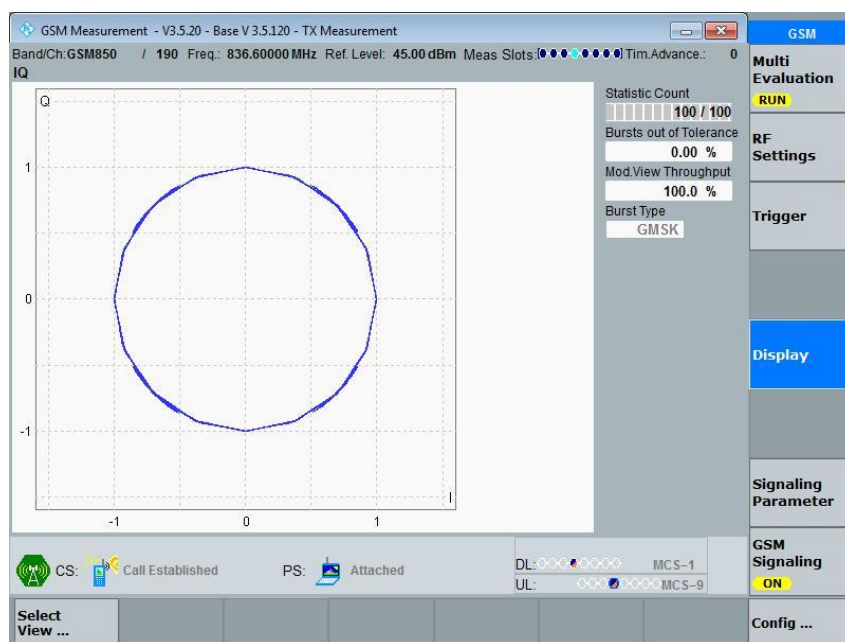 GSM Measurement - V3.5.20 - Base V 3.5.120 - TX Measurement
GSM
Band/Ch:GSM850 / 190 Freq.: 836.60000 MHz Ref. Level: 45.00 dBm Meas Slots: Tim.Advance.: 0
IQ
Multi
Evaluation
RUN
Q
Statistic Count
100 / 100
Bursts out of Tolerance
0.00 %
Mod.View Throughput
100.0 %
Burst Type
GMSK
RF
Settings
Trigger
1
0
-1
I
-1 0 1
Display
Signaling
Parameter
GSM
Signaling
ON
CS: Call Established PS: Attached
DL: MCS-1
UL: MCS-9
Select
View ...
Config ...